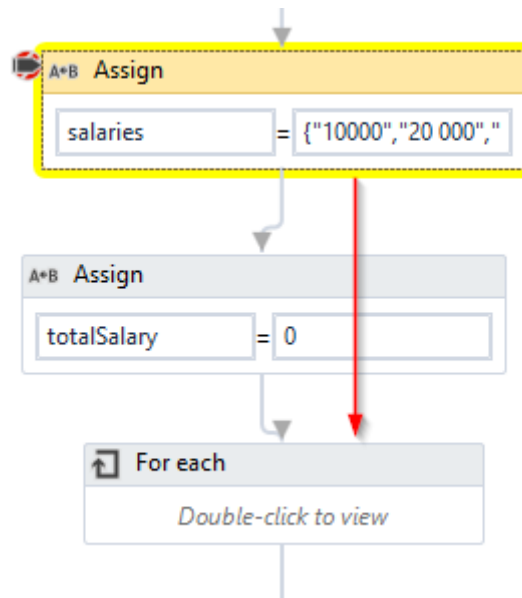 A+B Assign
salaries = {"10000","20 000","
A+B Assign
totalSalary = 0
For each
Double-click to view